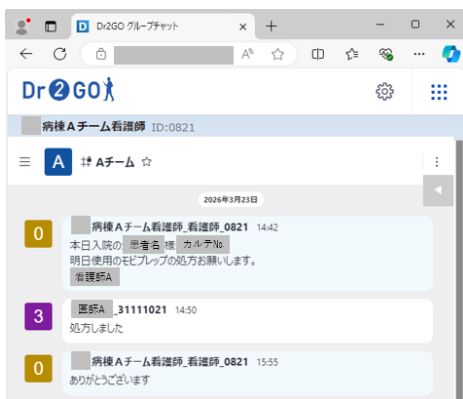 Dr2GO グループチャット
Dr2GO
病棟Aチーム看護師 ID:0821
A # Aチーム
2026年3月23日
0 病棟Aチーム看護師_看護師_0821 14:42
本日入院の 患者名 様 カルテ№
明日使用のモビプレップの処方お願いします。
看護師A
3 医師A _31111021 14:50
処方しました
0 病棟Aチーム看護師_看護師_0821 15:55
ありがとうございます